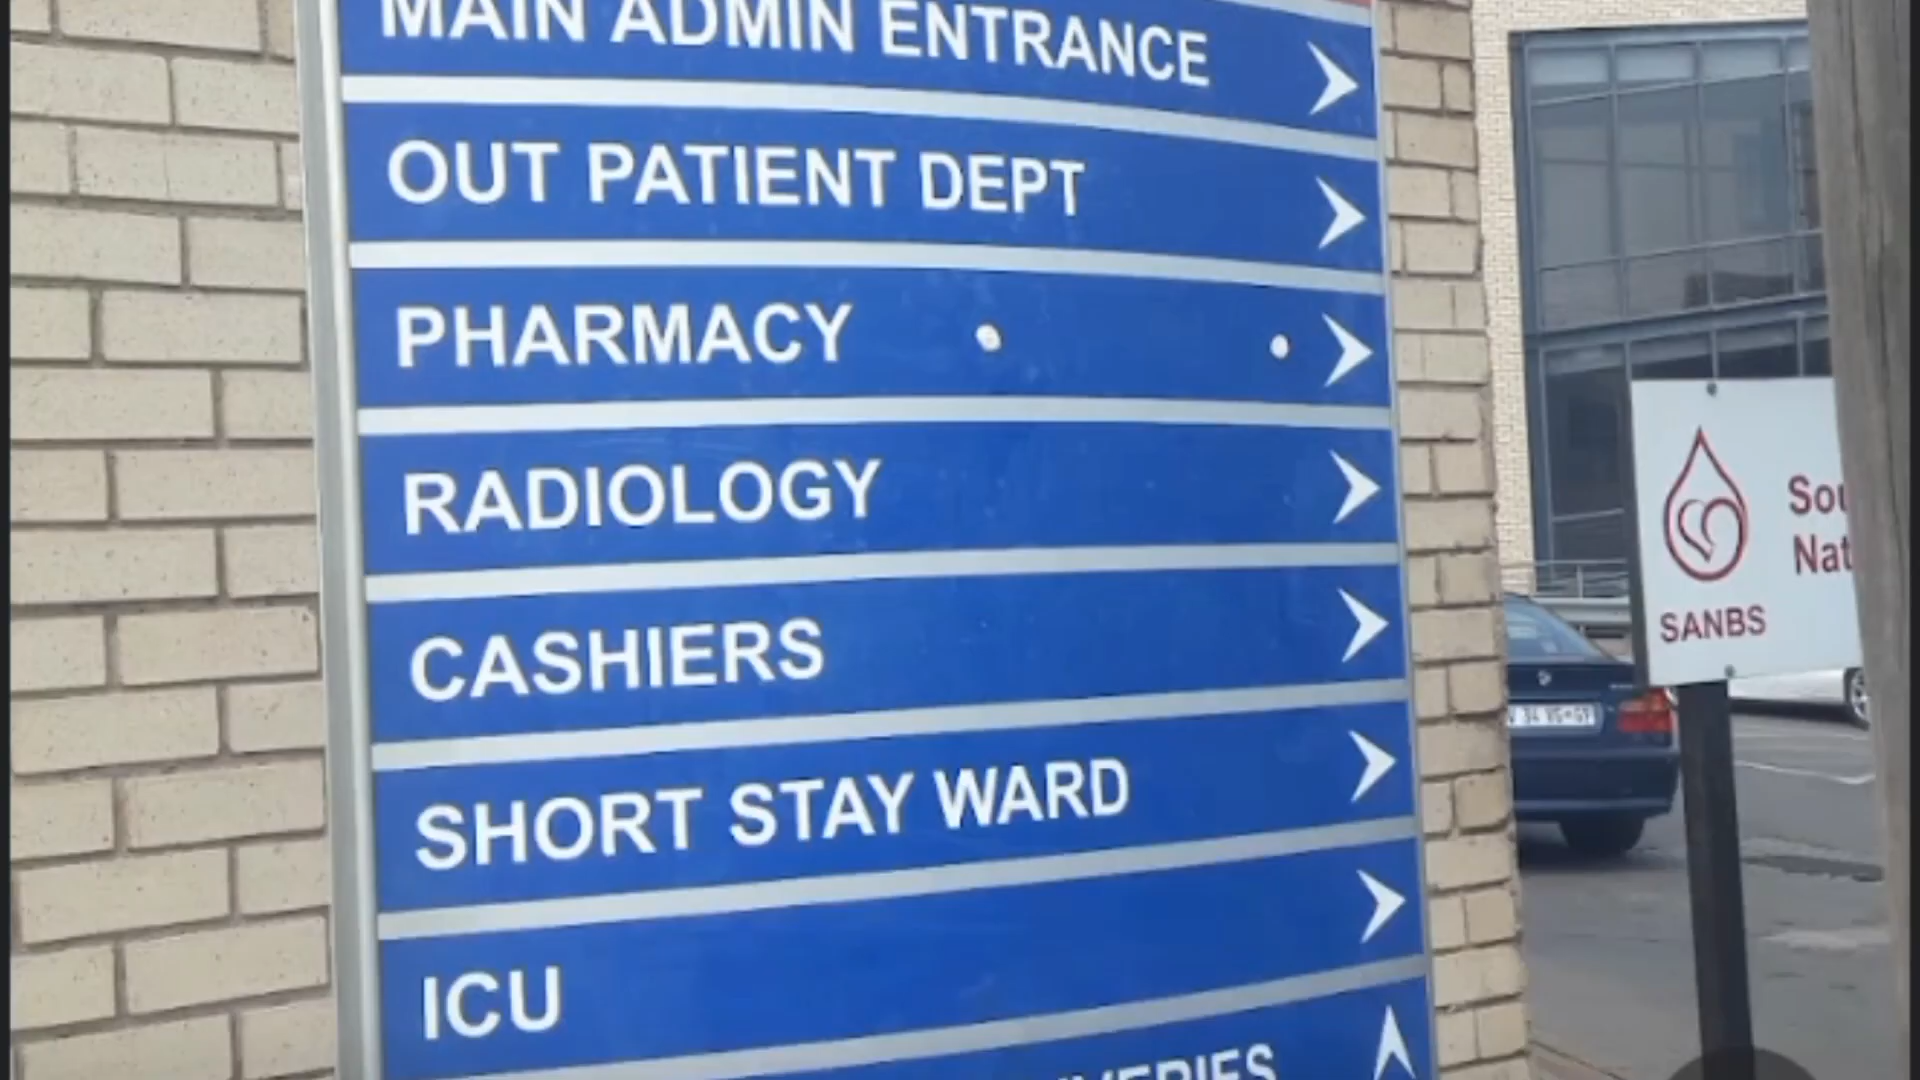 MAIN ADMIN ENTRANCE
OUT PATIENT DEPT
PHARMACY
RADIOLOGY
CASHIERS
SHORT STAY WARD
ICU
SANBS